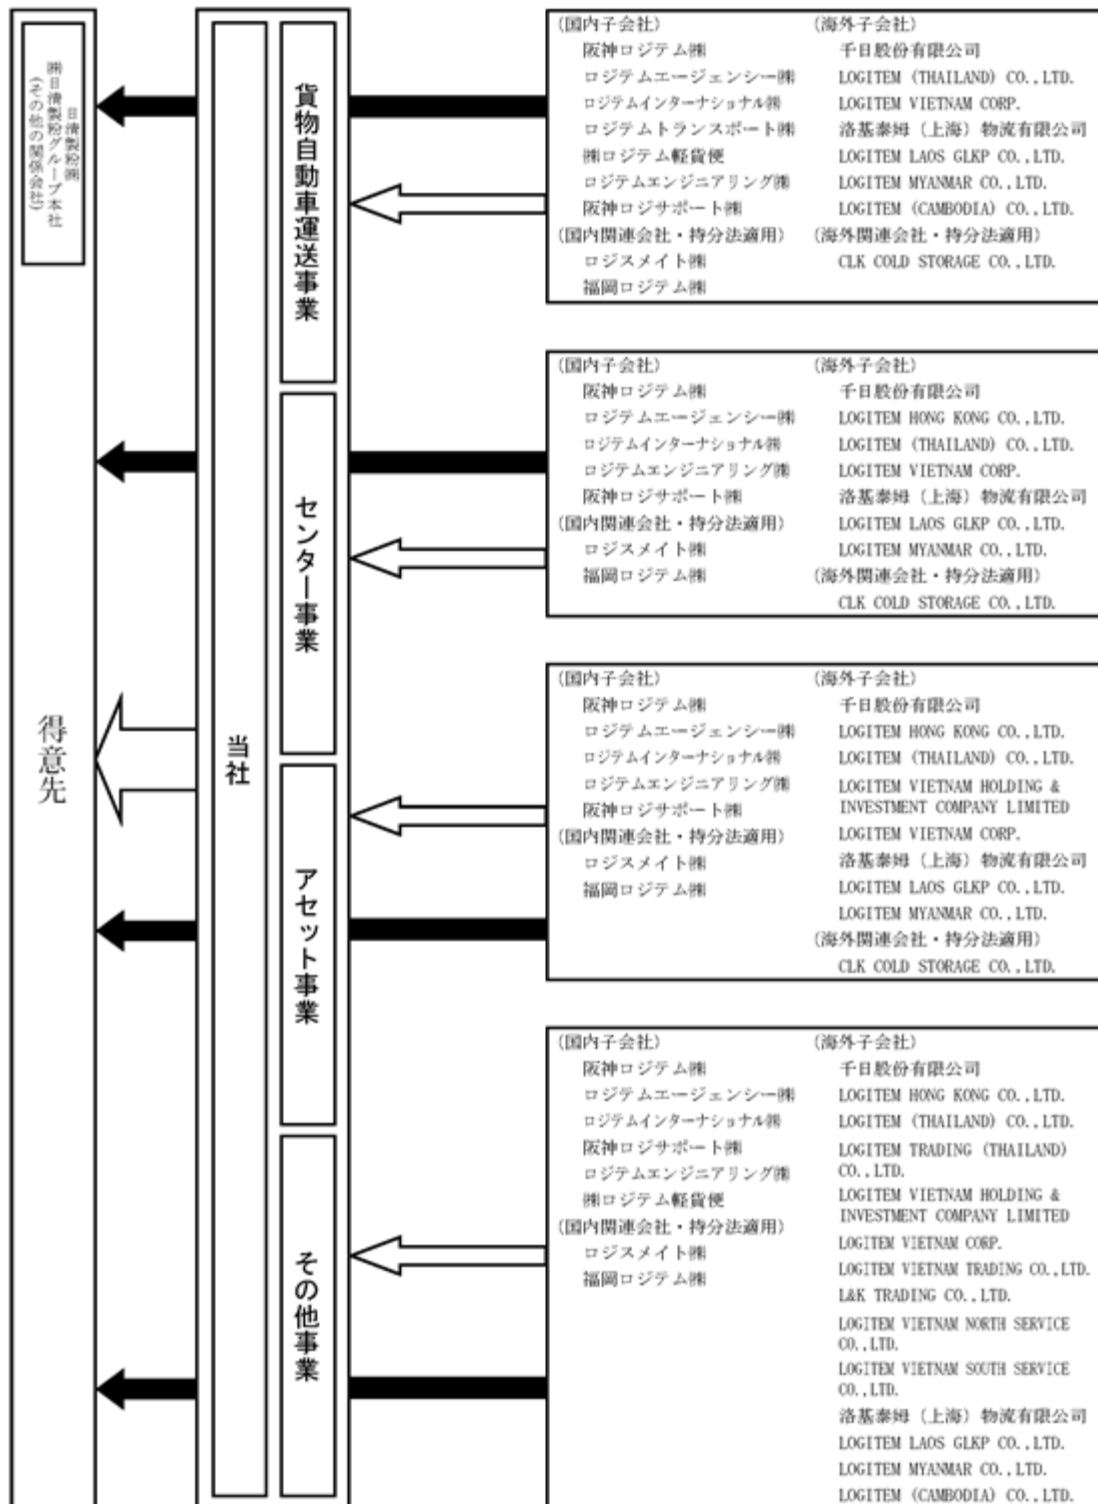 日清製粉㈱
㈱日清製粉グループ本社
(その他の関係会社)
得意先
当社
貨物自動車運送事業
センター事業
アセット事業
その他事業
(国内子会社)
阪神ロジテム㈱
ロジテムエージェンシー㈱
ロジテムインターナショナル㈱
ロジテムトランスポート㈱
㈱ロジテム軽貨便
ロジテムエンジニアリング㈱
阪神ロジサポート㈱
(国内関連会社・持分法適用)
ロジスメイト㈱
福岡ロジテム㈱
(海外子会社)
千日股份有限公司
LOGITEM (THAILAND) CO.,LTD.
LOGITEM VIETNAM CORP.
洛基泰姆（上海）物流有限公司
LOGITEM LAOS GLKP CO.,LTD.
LOGITEM MYANMAR CO.,LTD.
LOGITEM (CAMBODIA) CO.,LTD.
(海外関連会社・持分法適用)
CLK COLD STORAGE CO.,LTD.
(国内子会社)
阪神ロジテム㈱
ロジテムエージェンシー㈱
ロジテムインターナショナル㈱
ロジテムエンジニアリング㈱
阪神ロジサポート㈱
(国内関連会社・持分法適用)
ロジスメイト㈱
福岡ロジテム㈱
(海外子会社)
千日股份有限公司
LOGITEM HONG KONG CO.,LTD.
LOGITEM (THAILAND) CO.,LTD.
LOGITEM VIETNAM CORP.
洛基泰姆（上海）物流有限公司
LOGITEM LAOS GLKP CO.,LTD.
LOGITEM MYANMAR CO.,LTD.
(海外関連会社・持分法適用)
CLK COLD STORAGE CO.,LTD.
(国内子会社)
阪神ロジテム㈱
ロジテムエージェンシー㈱
ロジテムインターナショナル㈱
ロジテムエンジニアリング㈱
阪神ロジサポート㈱
(国内関連会社・持分法適用)
ロジスメイト㈱
福岡ロジテム㈱
(海外子会社)
千日股份有限公司
LOGITEM HONG KONG CO.,LTD.
LOGITEM (THAILAND) CO.,LTD.
LOGITEM VIETNAM HOLDING &
INVESTMENT COMPANY LIMITED
LOGITEM VIETNAM CORP.
洛基泰姆（上海）物流有限公司
LOGITEM LAOS GLKP CO.,LTD.
LOGITEM MYANMAR CO.,LTD.
(海外関連会社・持分法適用)
CLK COLD STORAGE CO.,LTD.
(国内子会社)
阪神ロジテム㈱
ロジテムエージェンシー㈱
ロジテムインターナショナル㈱
阪神ロジサポート㈱
ロジテムエンジニアリング㈱
㈱ロジテム軽貨便
(国内関連会社・持分法適用)
ロジスメイト㈱
福岡ロジテム㈱
(海外子会社)
千日股份有限公司
LOGITEM HONG KONG CO.,LTD.
LOGITEM (THAILAND) CO.,LTD.
LOGITEM TRADING (THAILAND)
CO.,LTD.
LOGITEM VIETNAM HOLDING &
INVESTMENT COMPANY LIMITED
LOGITEM VIETNAM CORP.
LOGITEM VIETNAM TRADING CO.,LTD.
L&K TRADING CO.,LTD.
LOGITEM VIETNAM NORTH SERVICE
CO.,LTD.
LOGITEM VIETNAM SOUTH SERVICE
CO.,LTD.
洛基泰姆（上海）物流有限公司
LOGITEM LAOS GLKP CO.,LTD.
LOGITEM MYANMAR CO.,LTD.
LOGITEM (CAMBODIA) CO.,LTD.